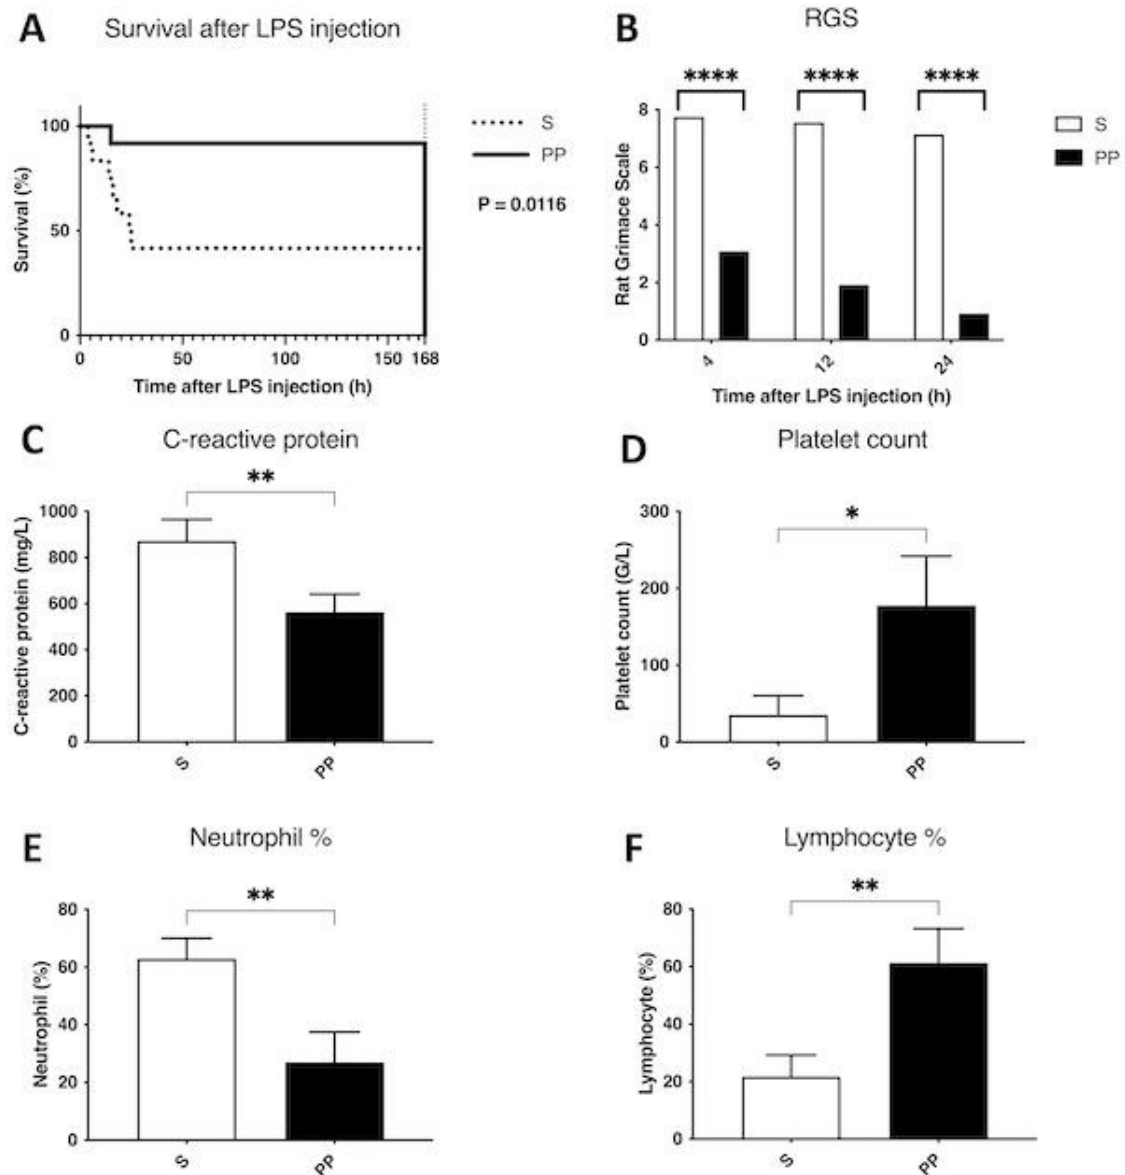 A
Survival after LPS injection
100
50
0
Survival (%)
0 50 100 150 168
Time after LPS injection (h)
S
PP
P = 0.0116
B
RGS
**** **** ****
8
6
4
2
0
Rat Grimace Scale
4 12 24
Time after LPS injection (h)
S
PP
C
C-reactive protein
**
1000
800
600
400
200
0
C-reactive protein (mg/L)
S PP
D
Platelet count
*
300
200
100
0
Platelet count (G/L)
S PP
E
Neutrophil %
**
80
60
40
20
0
Neutrophil (%)
S PP
F
Lymphocyte %
**
80
60
40
20
0
Lymphocyte (%)
S PP